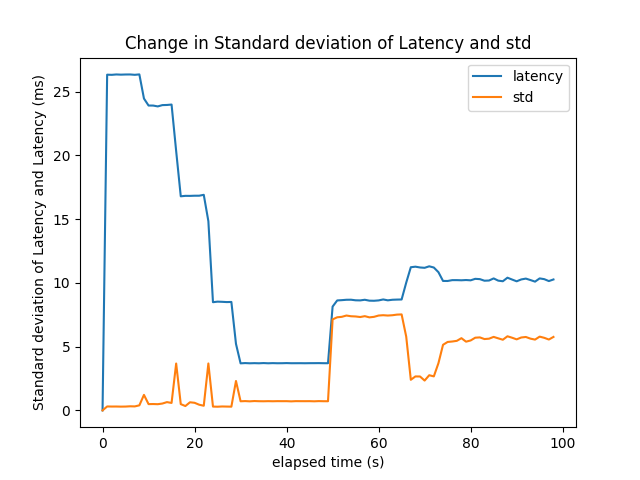 Change in Standard deviation of Latency and std
Standard deviation of Latency and Latency (ms)
25
20
15
10
5
0
latency
std
0
20
40
60
80
100
elapsed time (s)